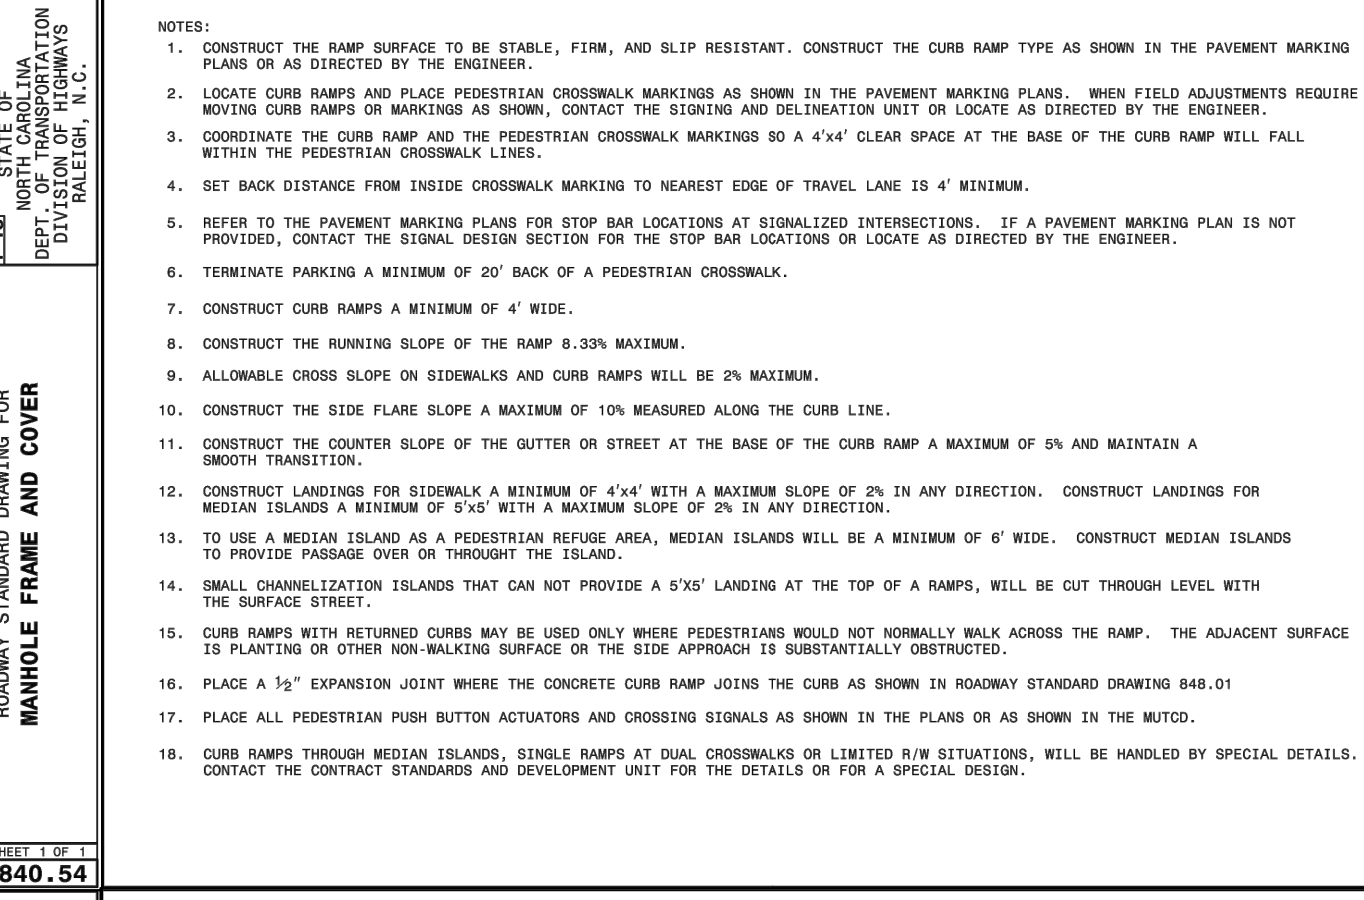 STATE OF
NORTH CAROLINA
DEPT. OF TRANSPORTATION
DIVISION OF HIGHWAYS
RALEIGH, N.C.
ROADWAY STANDARD DRAWING FOR
MANHOLE FRAME AND COVER
SHEET 1 OF 1
840.54
NOTES:
1. CONSTRUCT THE RAMP SURFACE TO BE STABLE, FIRM, AND SLIP RESISTANT. CONSTRUCT THE CURB RAMP TYPE AS SHOWN IN THE PAVEMENT MARKING
PLANS OR AS DIRECTED BY THE ENGINEER.
2. LOCATE CURB RAMPS AND PLACE PEDESTRIAN CROSSWALK MARKINGS AS SHOWN IN THE PAVEMENT MARKING PLANS. WHEN FIELD ADJUSTMENTS REQUIRE
MOVING CURB RAMPS OR MARKINGS AS SHOWN, CONTACT THE SIGNING AND DELINEATION UNIT OR LOCATE AS DIRECTED BY THE ENGINEER.
3. COORDINATE THE CURB RAMP AND THE PEDESTRIAN CROSSWALK MARKINGS SO A 4'x4' CLEAR SPACE AT THE BASE OF THE CURB RAMP WILL FALL
WITHIN THE PEDESTRIAN CROSSWALK LINES.
4. SET BACK DISTANCE FROM INSIDE CROSSWALK MARKING TO NEAREST EDGE OF TRAVEL LANE IS 4' MINIMUM.
5. REFER TO THE PAVEMENT MARKING PLANS FOR STOP BAR LOCATIONS AT SIGNALIZED INTERSECTIONS. IF A PAVEMENT MARKING PLAN IS NOT
PROVIDED, CONTACT THE SIGNAL DESIGN SECTION FOR THE STOP BAR LOCATIONS OR LOCATE AS DIRECTED BY THE ENGINEER.
6. TERMINATE PARKING A MINIMUM OF 20' BACK OF A PEDESTRIAN CROSSWALK.
7. CONSTRUCT CURB RAMPS A MINIMUM OF 4' WIDE.
8. CONSTRUCT THE RUNNING SLOPE OF THE RAMP 8.33% MAXIMUM.
9. ALLOWABLE CROSS SLOPE ON SIDEWALKS AND CURB RAMPS WILL BE 2% MAXIMUM.
10. CONSTRUCT THE SIDE FLARE SLOPE A MAXIMUM OF 10% MEASURED ALONG THE CURB LINE.
11. CONSTRUCT THE COUNTER SLOPE OF THE GUTTER OR STREET AT THE BASE OF THE CURB RAMP A MAXIMUM OF 5% AND MAINTAIN A
SMOOTH TRANSITION.
12. CONSTRUCT LANDINGS FOR SIDEWALK A MINIMUM OF 4'x4' WITH A MAXIMUM SLOPE OF 2% IN ANY DIRECTION. CONSTRUCT LANDINGS FOR
MEDIAN ISLANDS A MINIMUM OF 5'x5' WITH A MAXIMUM SLOPE OF 2% IN ANY DIRECTION.
13. TO USE A MEDIAN ISLAND AS A PEDESTRIAN REFUGE AREA, MEDIAN ISLANDS WILL BE A MINIMUM OF 6' WIDE. CONSTRUCT MEDIAN ISLANDS
TO PROVIDE PASSAGE OVER OR THROUGHT THE ISLAND.
14. SMALL CHANNELIZATION ISLANDS THAT CAN NOT PROVIDE A 5'X5' LANDING AT THE TOP OF A RAMPS, WILL BE CUT THROUGH LEVEL WITH
THE SURFACE STREET.
15. CURB RAMPS WITH RETURNED CURBS MAY BE USED ONLY WHERE PEDESTRIANS WOULD NOT NORMALLY WALK ACROSS THE RAMP. THE ADJACENT SURFACE
IS PLANTING OR OTHER NON-WALKING SURFACE OR THE SIDE APPROACH IS SUBSTANTIALLY OBSTRUCTED.
16. PLACE A 1/2" EXPANSION JOINT WHERE THE CONCRETE CURB RAMP JOINS THE CURB AS SHOWN IN ROADWAY STANDARD DRAWING 848.01
17. PLACE ALL PEDESTRIAN PUSH BUTTON ACTUATORS AND CROSSING SIGNALS AS SHOWN IN THE PLANS OR AS SHOWN IN THE MUTCD.
18. CURB RAMPS THROUGH MEDIAN ISLANDS, SINGLE RAMPS AT DUAL CROSSWALKS OR LIMITED R/W SITUATIONS, WILL BE HANDLED BY SPECIAL DETAILS.
CONTACT THE CONTRACT STANDARDS AND DEVELOPMENT UNIT FOR THE DETAILS OR FOR A SPECIAL DESIGN.